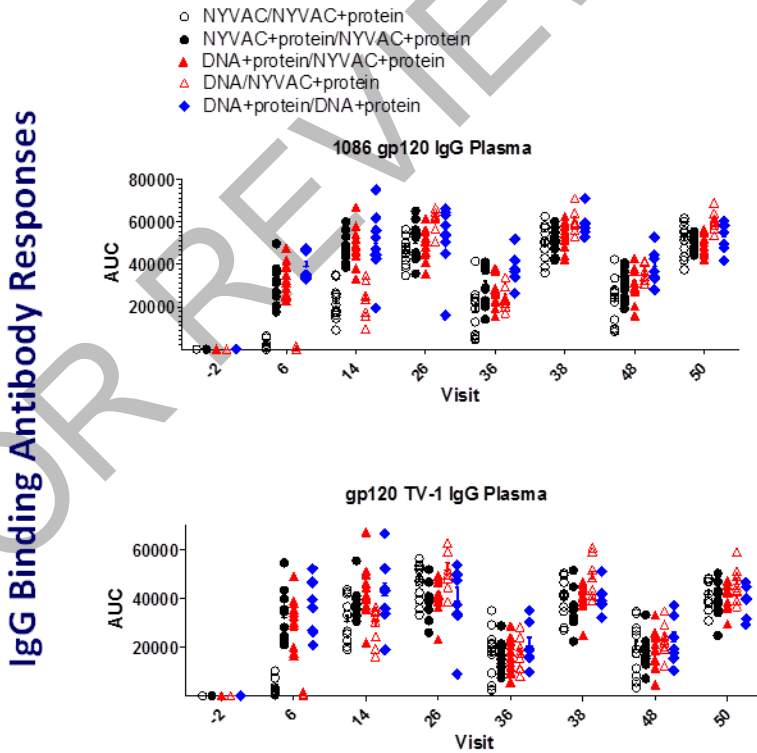 NYVAC/NYVAC+protein
NYVAC+protein/NYVAC+protein
DNA+protein/NYVAC+protein
DNA/NYVAC+protein
DNA+protein/DNA+protein
IgG Binding Antibody Responses
1086 gp120 IgG Plasma
AUC
80000
60000
40000
20000
-2 6 14 26 36 38 48 50
Visit
gp120 TV-1 IgG Plasma
AUC
60000
40000
20000
-2 6 14 26 36 38 48 50
Visit
OR REVIEW